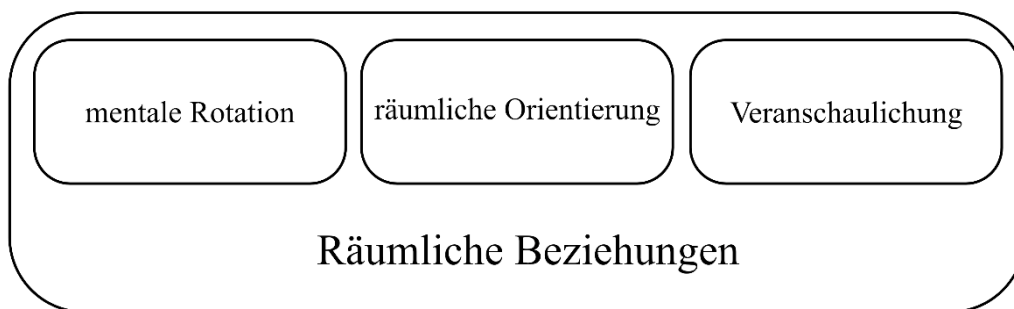 mentale Rotation
räumliche Orientierung
Veranschaulichung
Räumliche Beziehungen